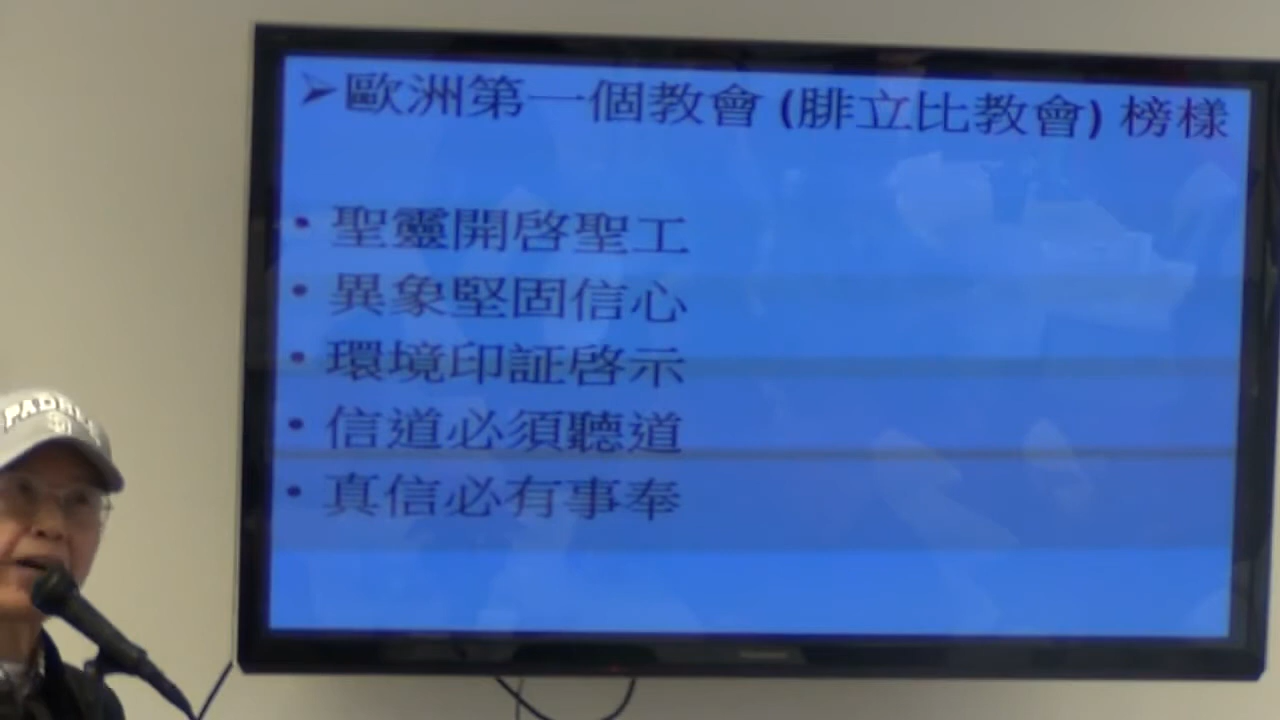 ➢歐洲第一個教會 (腓立比教會) 榜樣
• 聖靈開啓聖工
• 異象堅固信心
• 環境印証啓示
• 信道必須聽道
• 真信必有事奉
PADRES